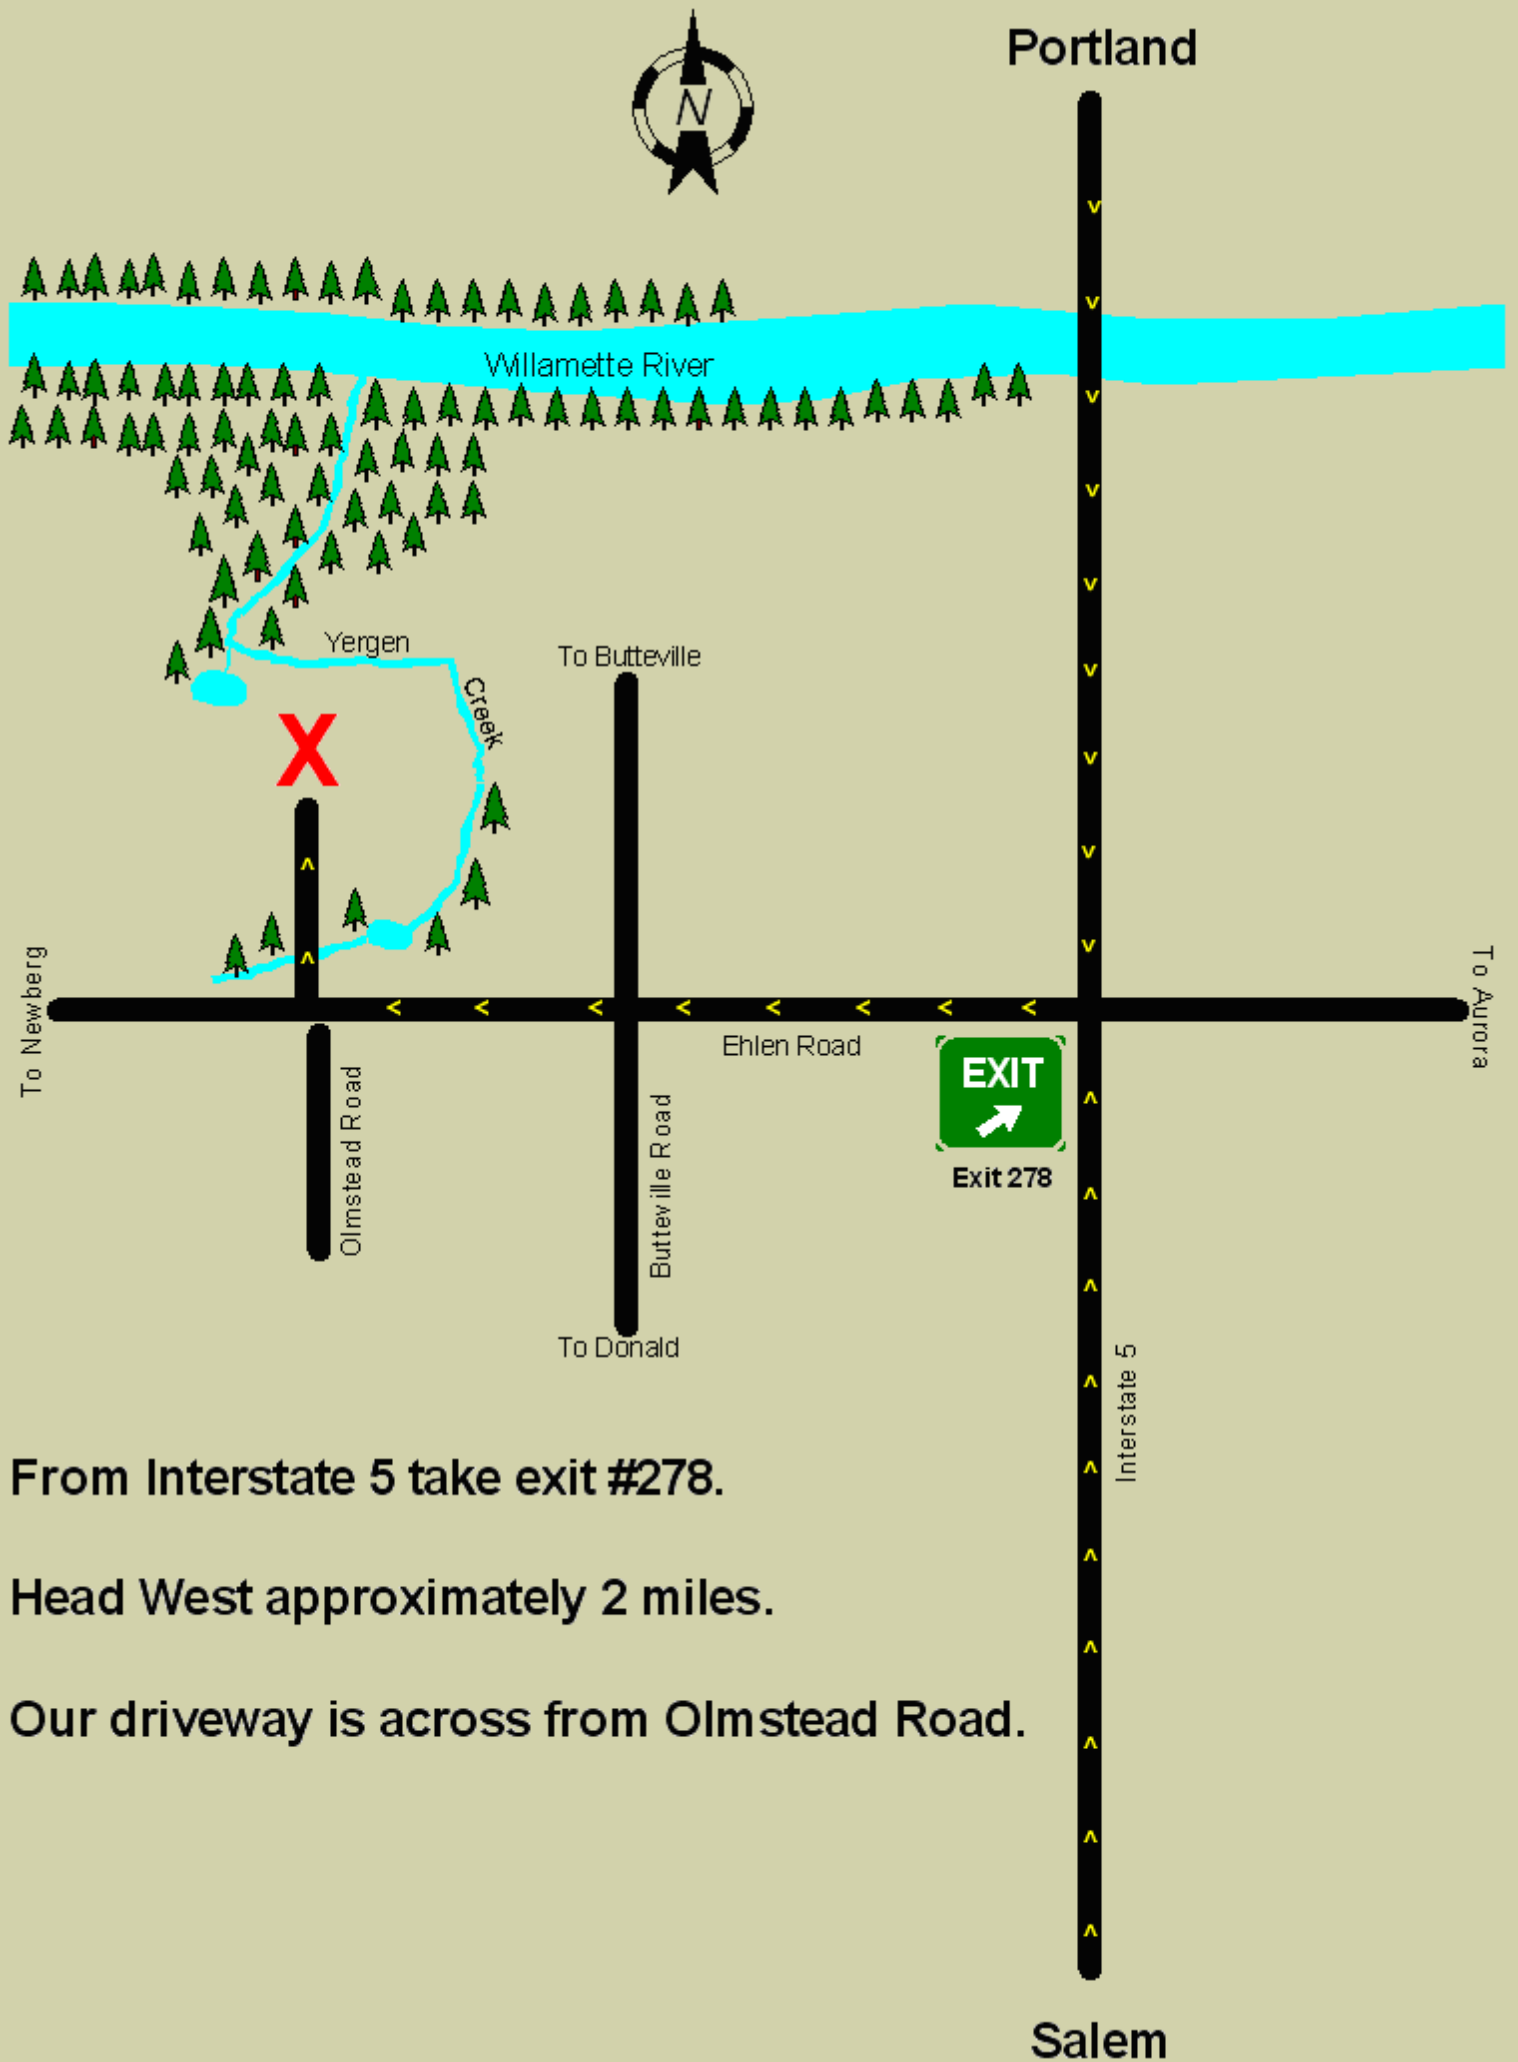 Portland
N
Willamette River
Yergen
Creek
To Butteville
To Newberg
To Aurora
Ehlen Road
EXIT
Exit 278
Olmstead Road
Butteville Road
To Donald
Interstate 5
From Interstate 5 take exit #278.
Head West approximately 2 miles.
Our driveway is across from Olmstead Road.
Salem